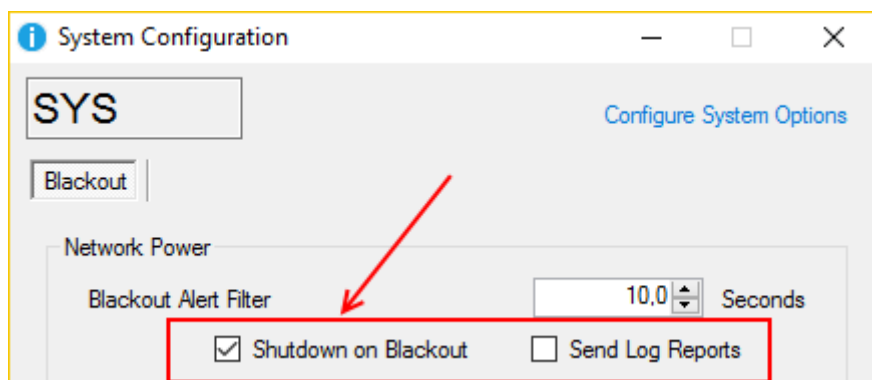 System Configuration
SYS
Configure System Options
Blackout
Network Power
Blackout Alert Filter 10,0 Seconds
Shutdown on Blackout Send Log Reports